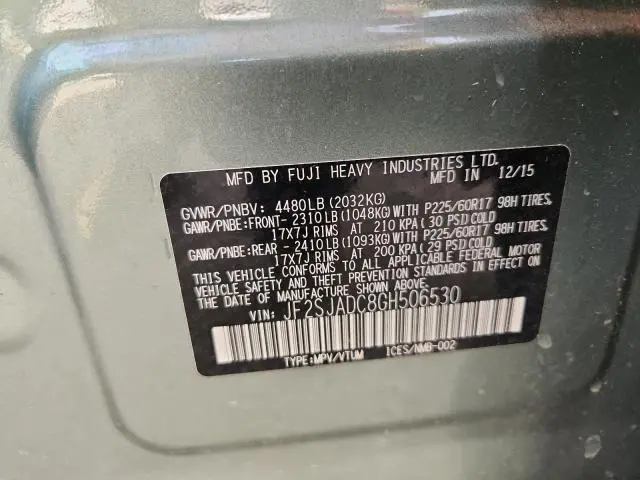 MFD BY FUJI HEAVY INDUSTRIES LTD.
MFD.IN 12/15
GVWR/PNBV: 4480LB (2032KG)
GAWR/PNBE:FRONT- 2310LB(1048KG)WITH P225/60R17 98H TIRES,
17X7J RIMS AT 210 KPA ( 30 PSI) COLD
GAWR/PNBE:REAR - 2410LB(1093KG)WITH P225/60R17 98H TIRES,
17X7J RIMS AT 200 KPA ( 29 PSI) COLD
THIS VEHICLE CONFORMS TO ALL APPLICABLE FEDERAL MOTOR
VEHICLE SAFETY AND THEFT PREVENTION STANDARDS IN EFFECT ON
THE DATE OF MANUFACTURE SHOWN ABOVE.
VIN: JF2SJADC8GH506530
TYPE:MPV/VTUM ICES/NMB-002